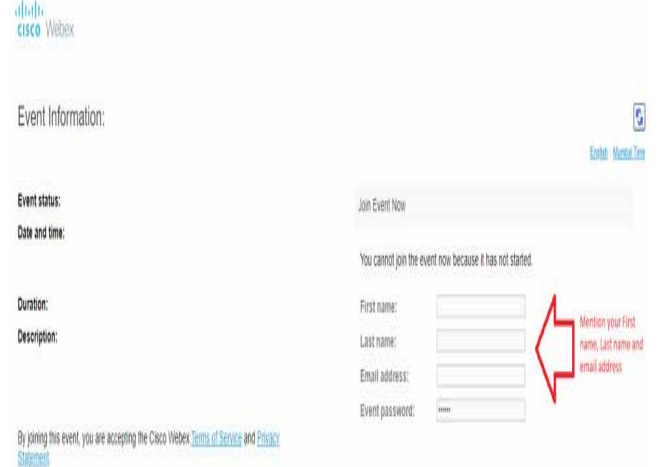 CISCO Webex
Event Information:
English : Mumbai Time
Event status:
Date and time:
Duration:
Description:
By joining this event, you are accepting the Cisco Webex Terms of Service and Privacy
Statement
Join Event Now
You cannot join the event now because it has not started.
First name:
Last name:
Email address:
Event password: ••••••
Mention your First
name, Last name and
email address